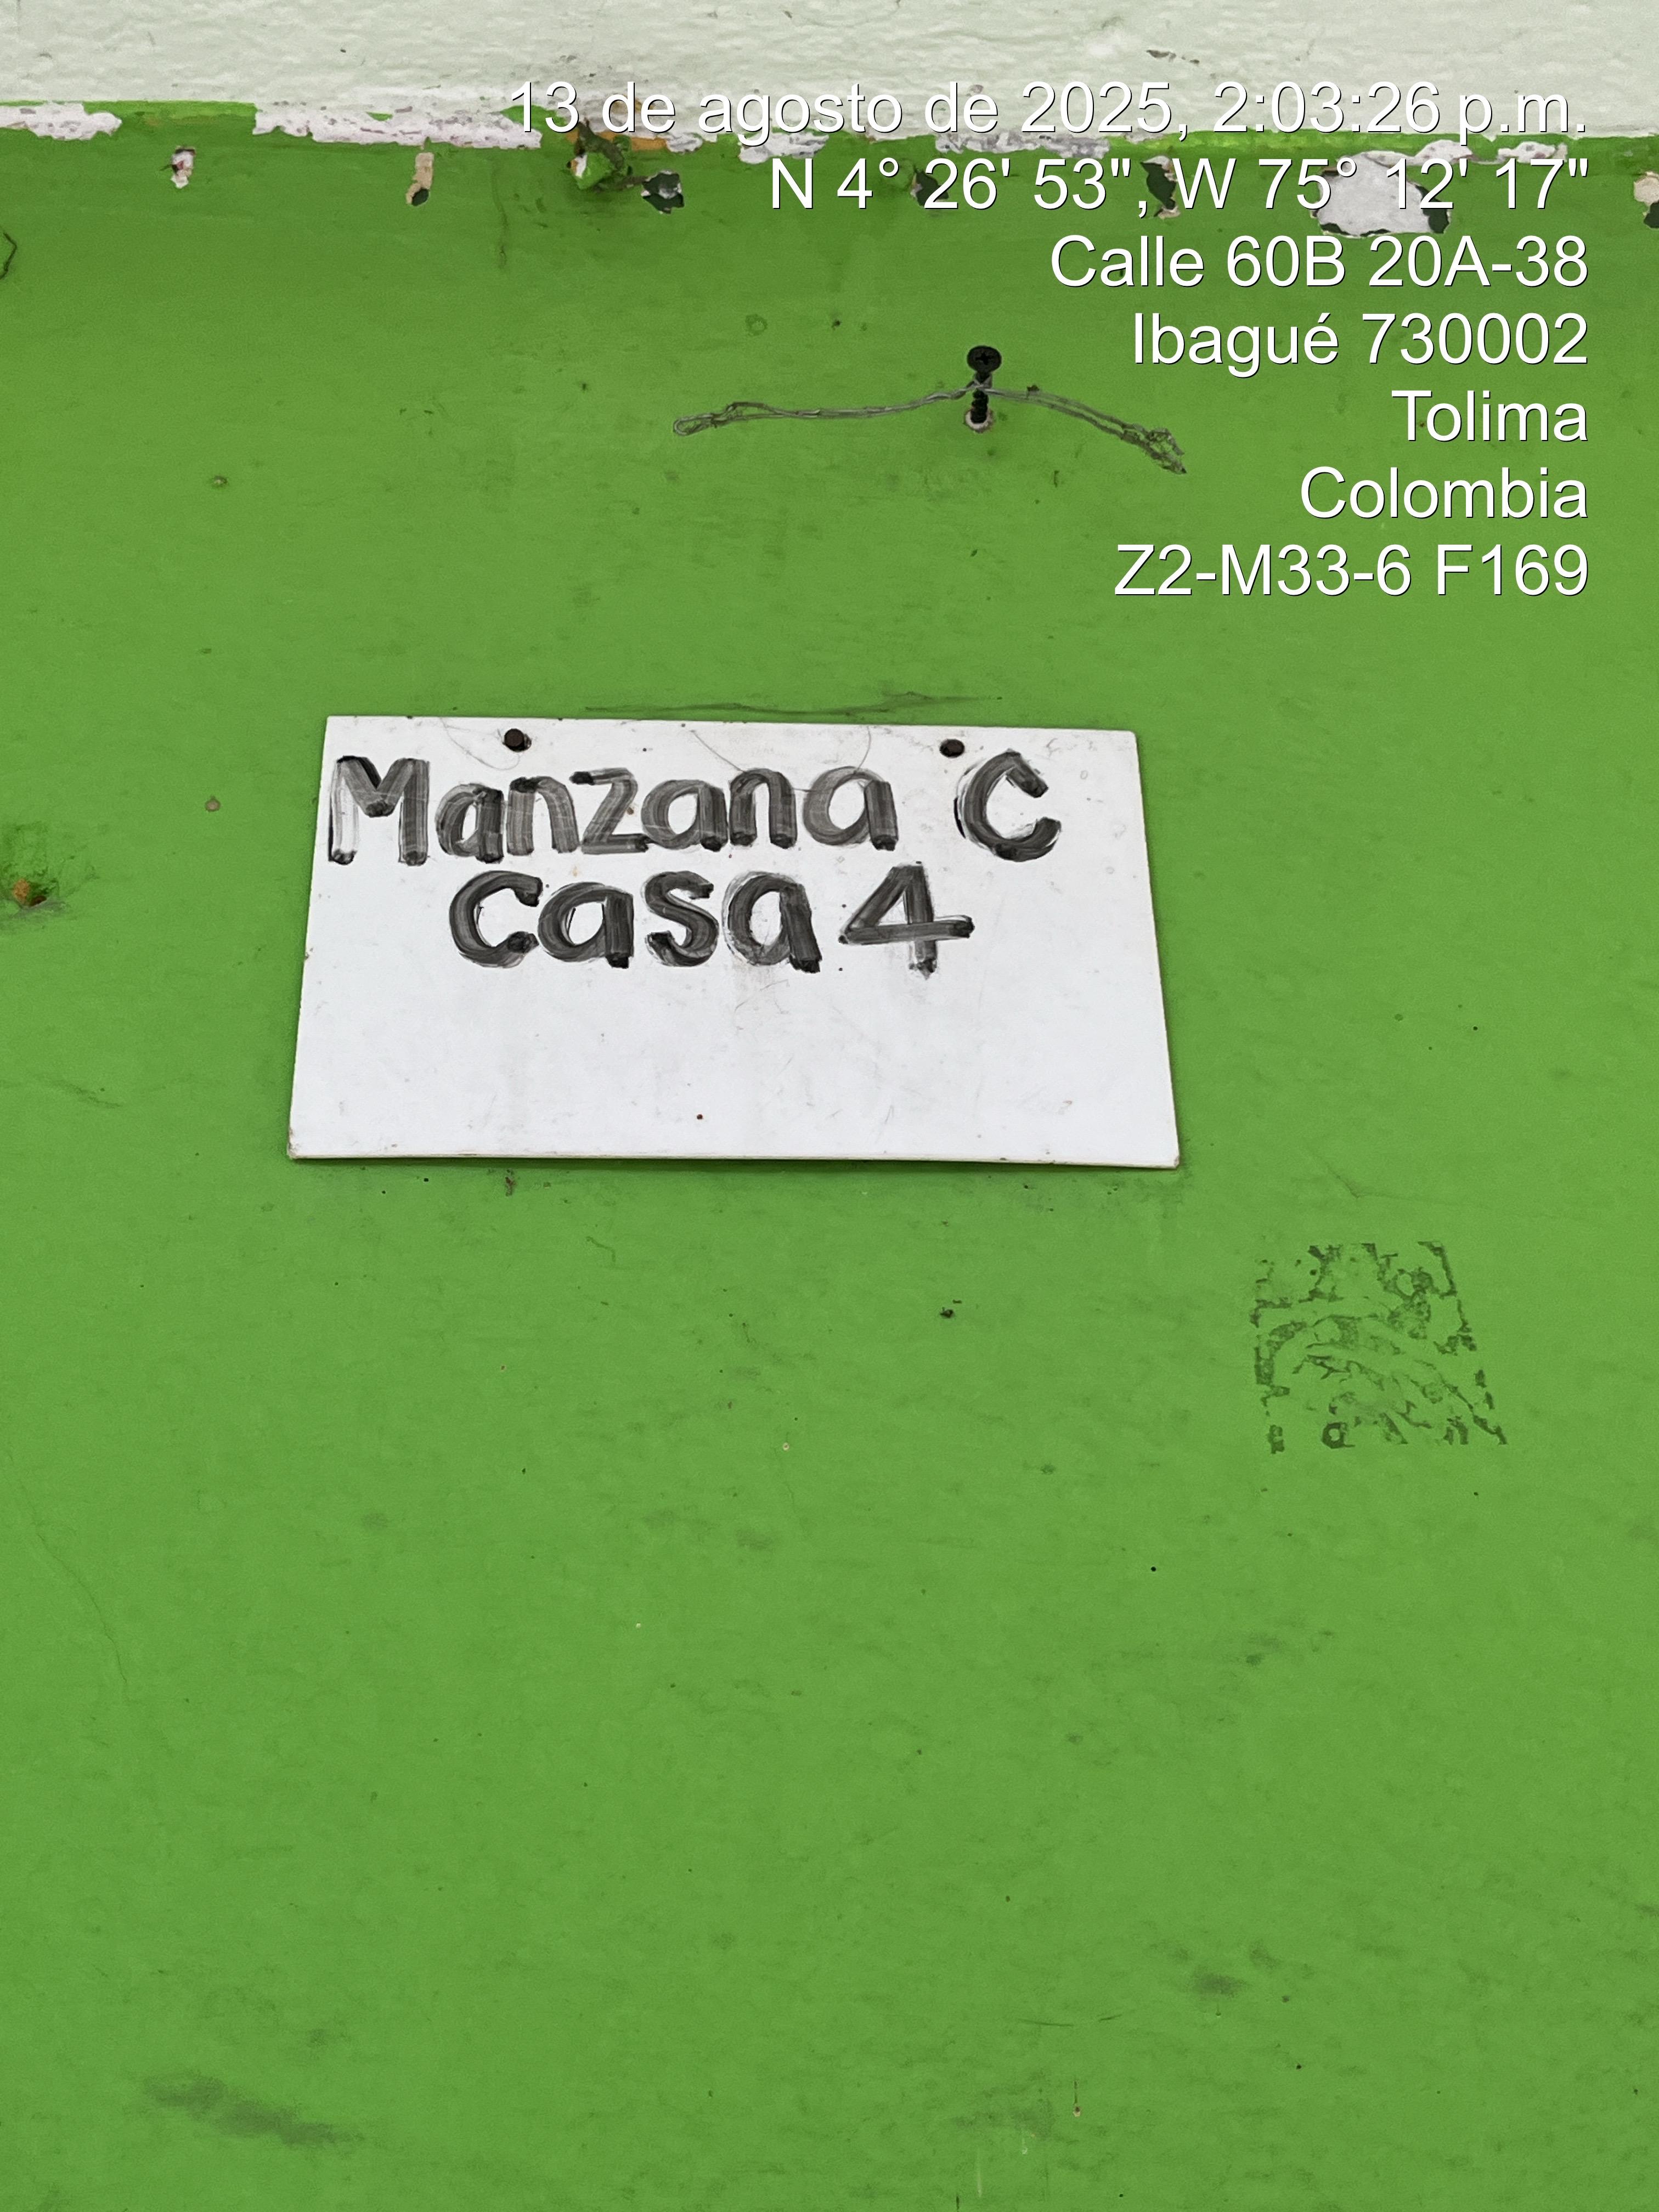 13 de agosto de 2025, 2:03:26 p.m.
N 4° 26' 53", W 75° 12' 17"
Calle 60B 20A-38
Ibagué 730002
Tolima
Colombia
Z2-M33-6 F169
Manzana C
Casa 4